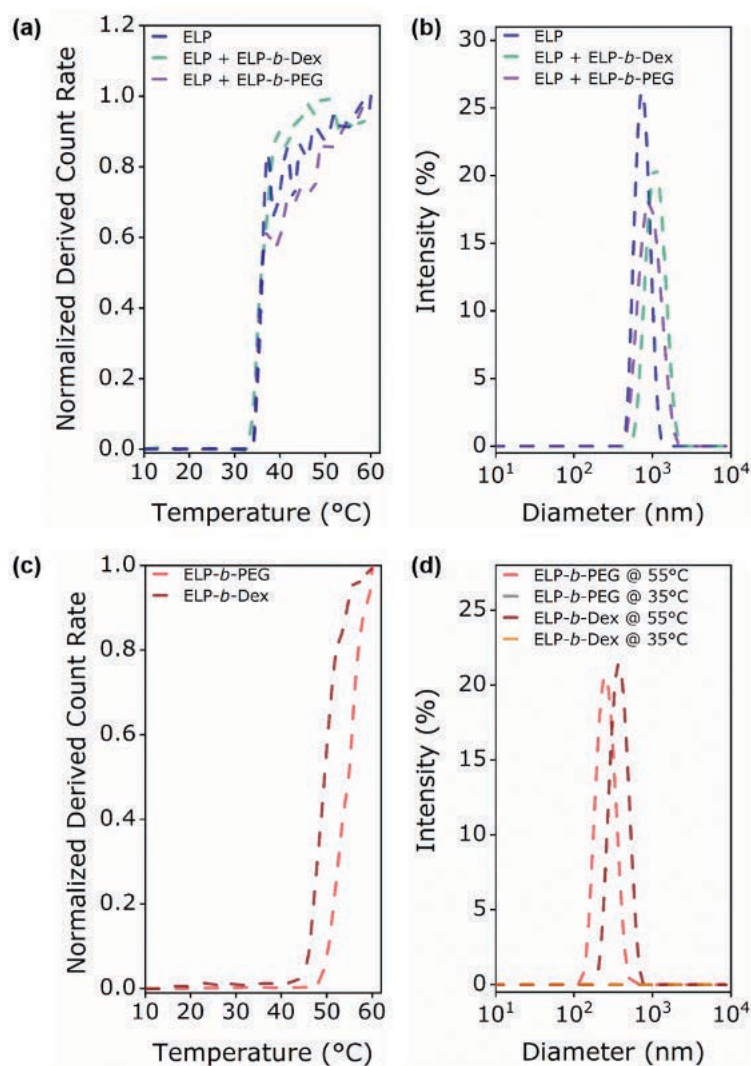 (a)
ELP
ELP + ELP-b-Dex
ELP + ELP-b-PEG
Normalized Derived Count Rate
1.2
1.0
0.8
0.6
0.4
0.2
0.0
10 20 30 40 50 60
Temperature (°C)
(b)
ELP
ELP + ELP-b-Dex
ELP + ELP-b-PEG
Intensity (%)
30
25
20
15
10
5
0
10¹ 10² 10³ 10⁴
Diameter (nm)
(c)
ELP-b-PEG
ELP-b-Dex
Normalized Derived Count Rate
1.0
0.8
0.6
0.4
0.2
0.0
10 20 30 40 50 60
Temperature (°C)
(d)
ELP-b-PEG @ 55°C
ELP-b-PEG @ 35°C
ELP-b-Dex @ 55°C
ELP-b-Dex @ 35°C
Intensity (%)
25
20
15
10
5
0
10¹ 10² 10³ 10⁴
Diameter (nm)